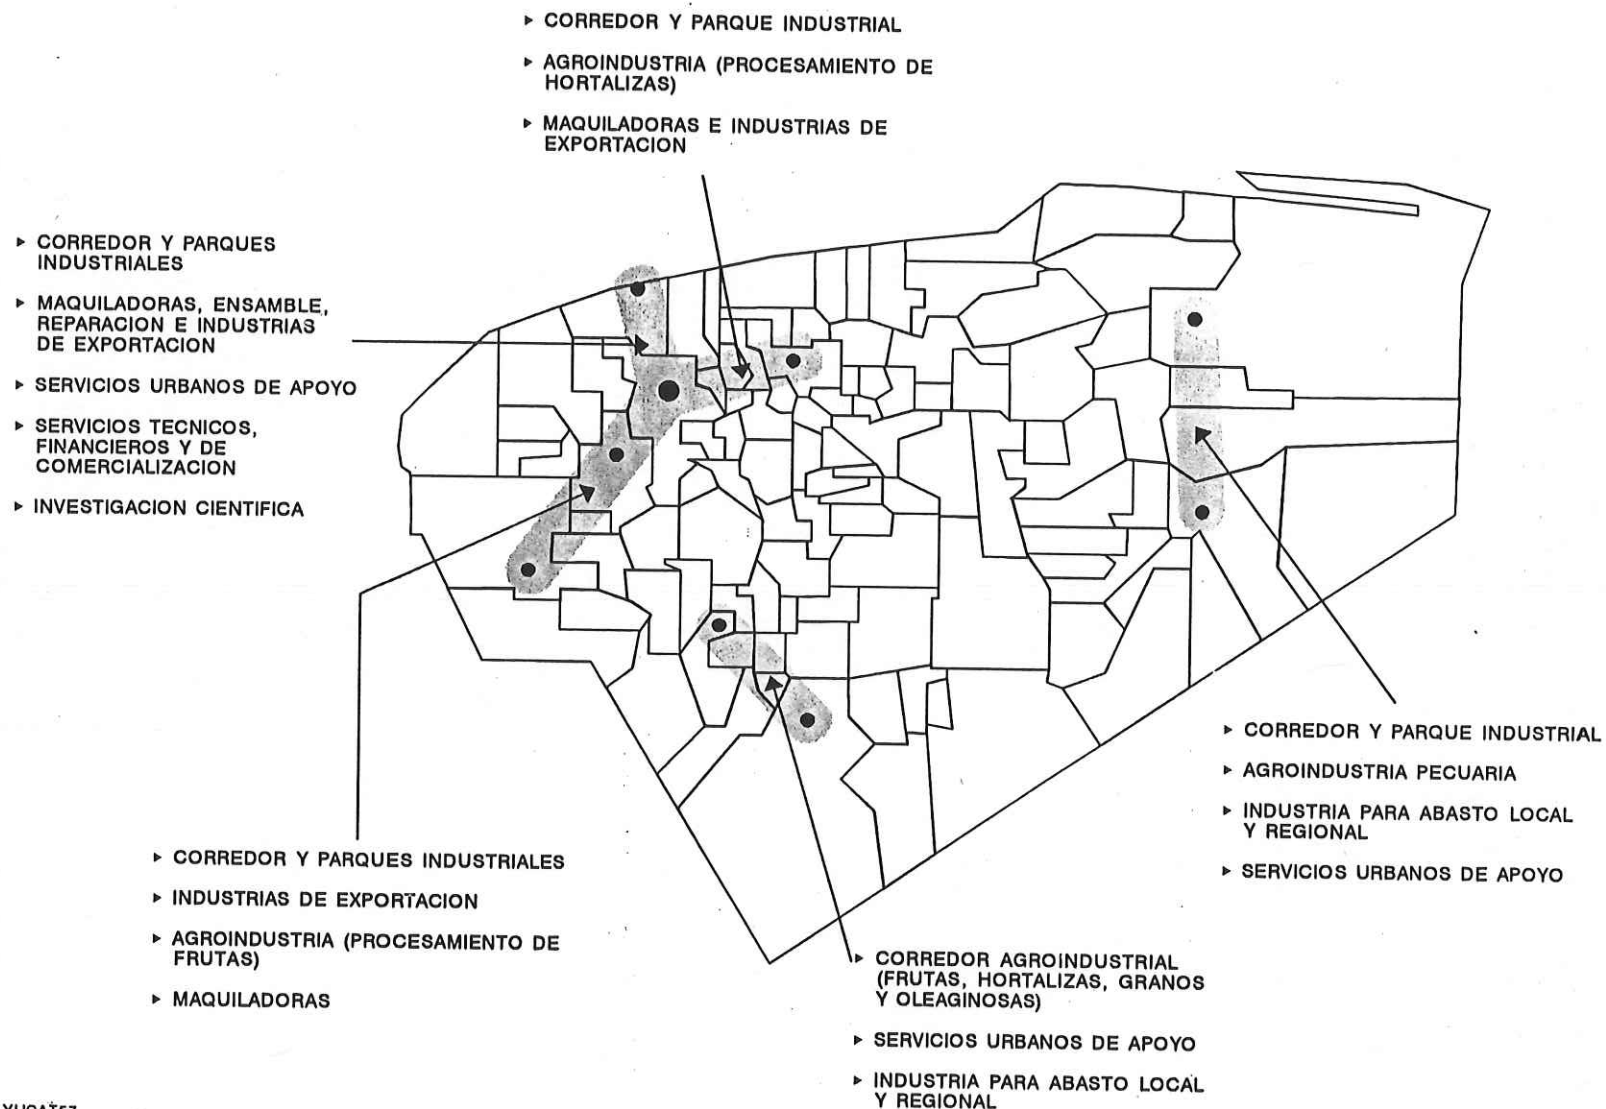 ▸ CORREDOR Y PARQUE INDUSTRIAL
▸ AGROINDUSTRIA (PROCESAMIENTO DE
HORTALIZAS)
▸ MAQUILADORAS E INDUSTRIAS DE
EXPORTACION
▸ CORREDOR Y PARQUES
INDUSTRIALES
▸ MAQUILADORAS, ENSAMBLE,
REPARACION E INDUSTRIAS
DE EXPORTACION
▸ SERVICIOS URBANOS DE APOYO
▸ SERVICIOS TECNICOS,
FINANCIEROS Y DE
COMERCIALIZACION
▸ INVESTIGACION CIENTIFICA
▸ CORREDOR Y PARQUE INDUSTRIAL
▸ AGROINDUSTRIA PECUARIA
▸ INDUSTRIA PARA ABASTO LOCAL
Y REGIONAL
▸ SERVICIOS URBANOS DE APOYO
▸ CORREDOR Y PARQUES INDUSTRIALES
▸ INDUSTRIAS DE EXPORTACION
▸ AGROINDUSTRIA (PROCESAMIENTO DE
FRUTAS)
▸ MAQUILADORAS
▸ CORREDOR AGROINDUSTRIAL
(FRUTAS, HORTALIZAS, GRANOS
Y OLEAGINOSAS)
▸ SERVICIOS URBANOS DE APOYO
▸ INDUSTRIA PARA ABASTO LOCAL
Y REGIONAL